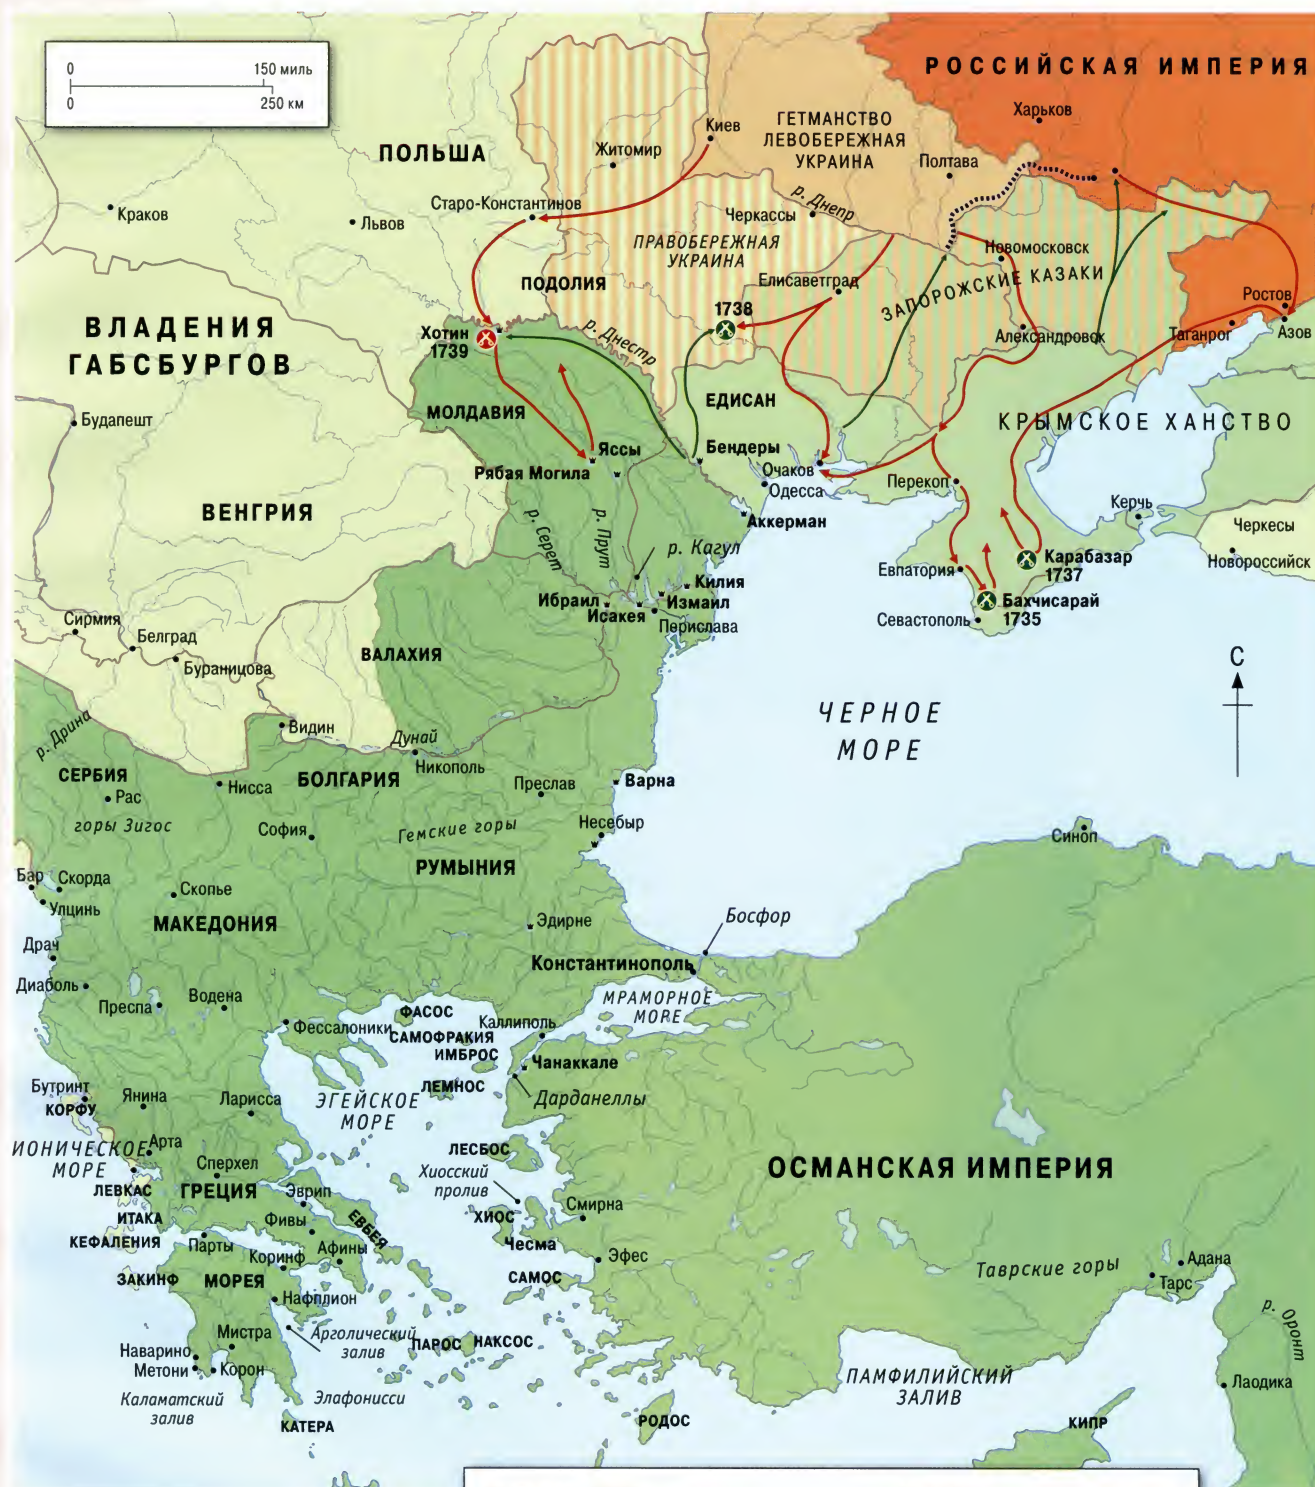 0 150 миль
0 250 км
РОССИЙСКАЯ ИМПЕРИЯ
Харьков
ГЕТМАНСТВО
ЛЕВОБЕРЕЖНАЯ
УКРАИНА
Киев
Житомир
ПОЛЬША
Полтава
р. Днепр
Старо-Константинов
Черкассы
Краков
Львов
ПРАВОБЕРЕЖНАЯ
УКРАИНА
Новомосковск
ЗАПОРОЖСКИЕ КАЗАКИ
Елисаветград
ПОДОЛИЯ
1738
Ростов
ВЛАДЕНИЯ
ГАБСБУРГОВ
Хотин
1739
р. Днестр
Александровск
Таганрог
Азов
МОЛДАВИЯ
ЕДИСАН
КРЫМСКОЕ ХАНСТВО
Будапешт
Яссы
Бендеры
Рябая Могила
Очаков
Одесса
Перекоп
ВЕНГРИЯ
р. Серет
р. Прут
Аккерман
Керчь
Черкесы
р. Кагул
Карабазар
1737
Новороссийск
Евпатория
Килия
Ибраил
Измаил
Исакея
Перислава
Бахчисарай
1735
Севастополь
Сирмия
Белград
Бураницова
ВАЛАХИЯ
С
ЧЕРНОЕ
МОРЕ
р. Дрина
Видин
Дунай
Никополь
СЕРБИЯ
Рас
Нисса
БОЛГАРИЯ
Преслав
Варна
горы Зигос
София
Гемские горы
Несебыр
Синоп
РУМЫНИЯ
Бар
Скорда
Скопье
Улцинь
МАКЕДОНИЯ
Эдирне
Босфор
Драч
Константинополь
Диаболь
Преспа
Водена
МРАМОРНОЕ
МОРЕ
Фессалоники
ФАСОС
Каллиполь
САМОФРАКИЯ
ИМБРОС
Чанаккале
Бутринт
КОРФУ
Янина
Ларисса
ЛЕМНОС
Дарданеллы
ЭГЕЙСКОЕ
МОРЕ
ИОНИЧЕСКОЕ
МОРЕ
Арта
Сперхел
ЛЕСБОС
Хиосский
пролив
ОСМАНСКАЯ ИМПЕРИЯ
ЛЕВКАС
ГРЕЦИЯ
Эврип
ИТАКА
Фивы
ЕВБЕЯ
ХИОС
Смирна
КЕФАЛЕНИЯ
Парты
Коринф
Афины
Чесма
Эфес
ЗАКИНФ
МОРЕЯ
САМОС
Таврские горы
Адана
Тарс
Нафплион
р. Оронт
Мистра
Арголический
залив
ПАРОС
НАКСОС
Наварино
Метони
Корон
ПАМФИЛИЙСКИЙ
ЗАЛИВ
Лаодика
Каламатский
залив
Элафонисси
КАТЕРА
РОДОС
КИПР